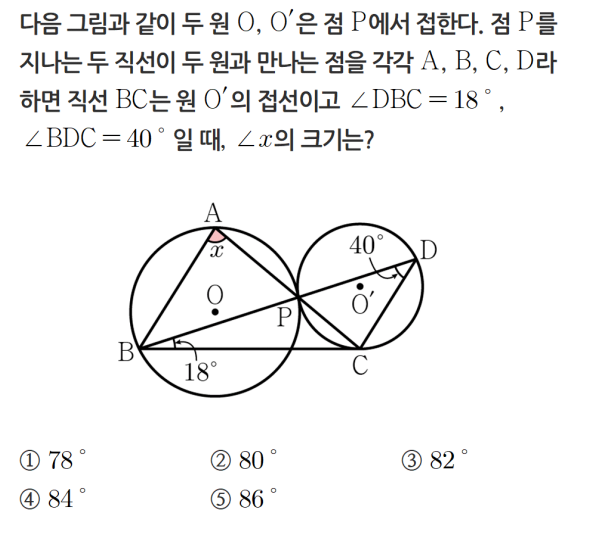 다음 그림과 같이 두 원 O, O′은 점 P에서 접한다. 점 P를
지나는 두 직선이 두 원과 만나는 점을 각각 A, B, C, D라
하면 직선 BC는 원 O′의 접선이고 ∠DBC=18°,
∠BDC=40°일 때, ∠x의 크기는?
A
x
40°
D
O
O′
P
B
18°
C
① 78° ② 80° ③ 82°
④ 84° ⑤ 86°